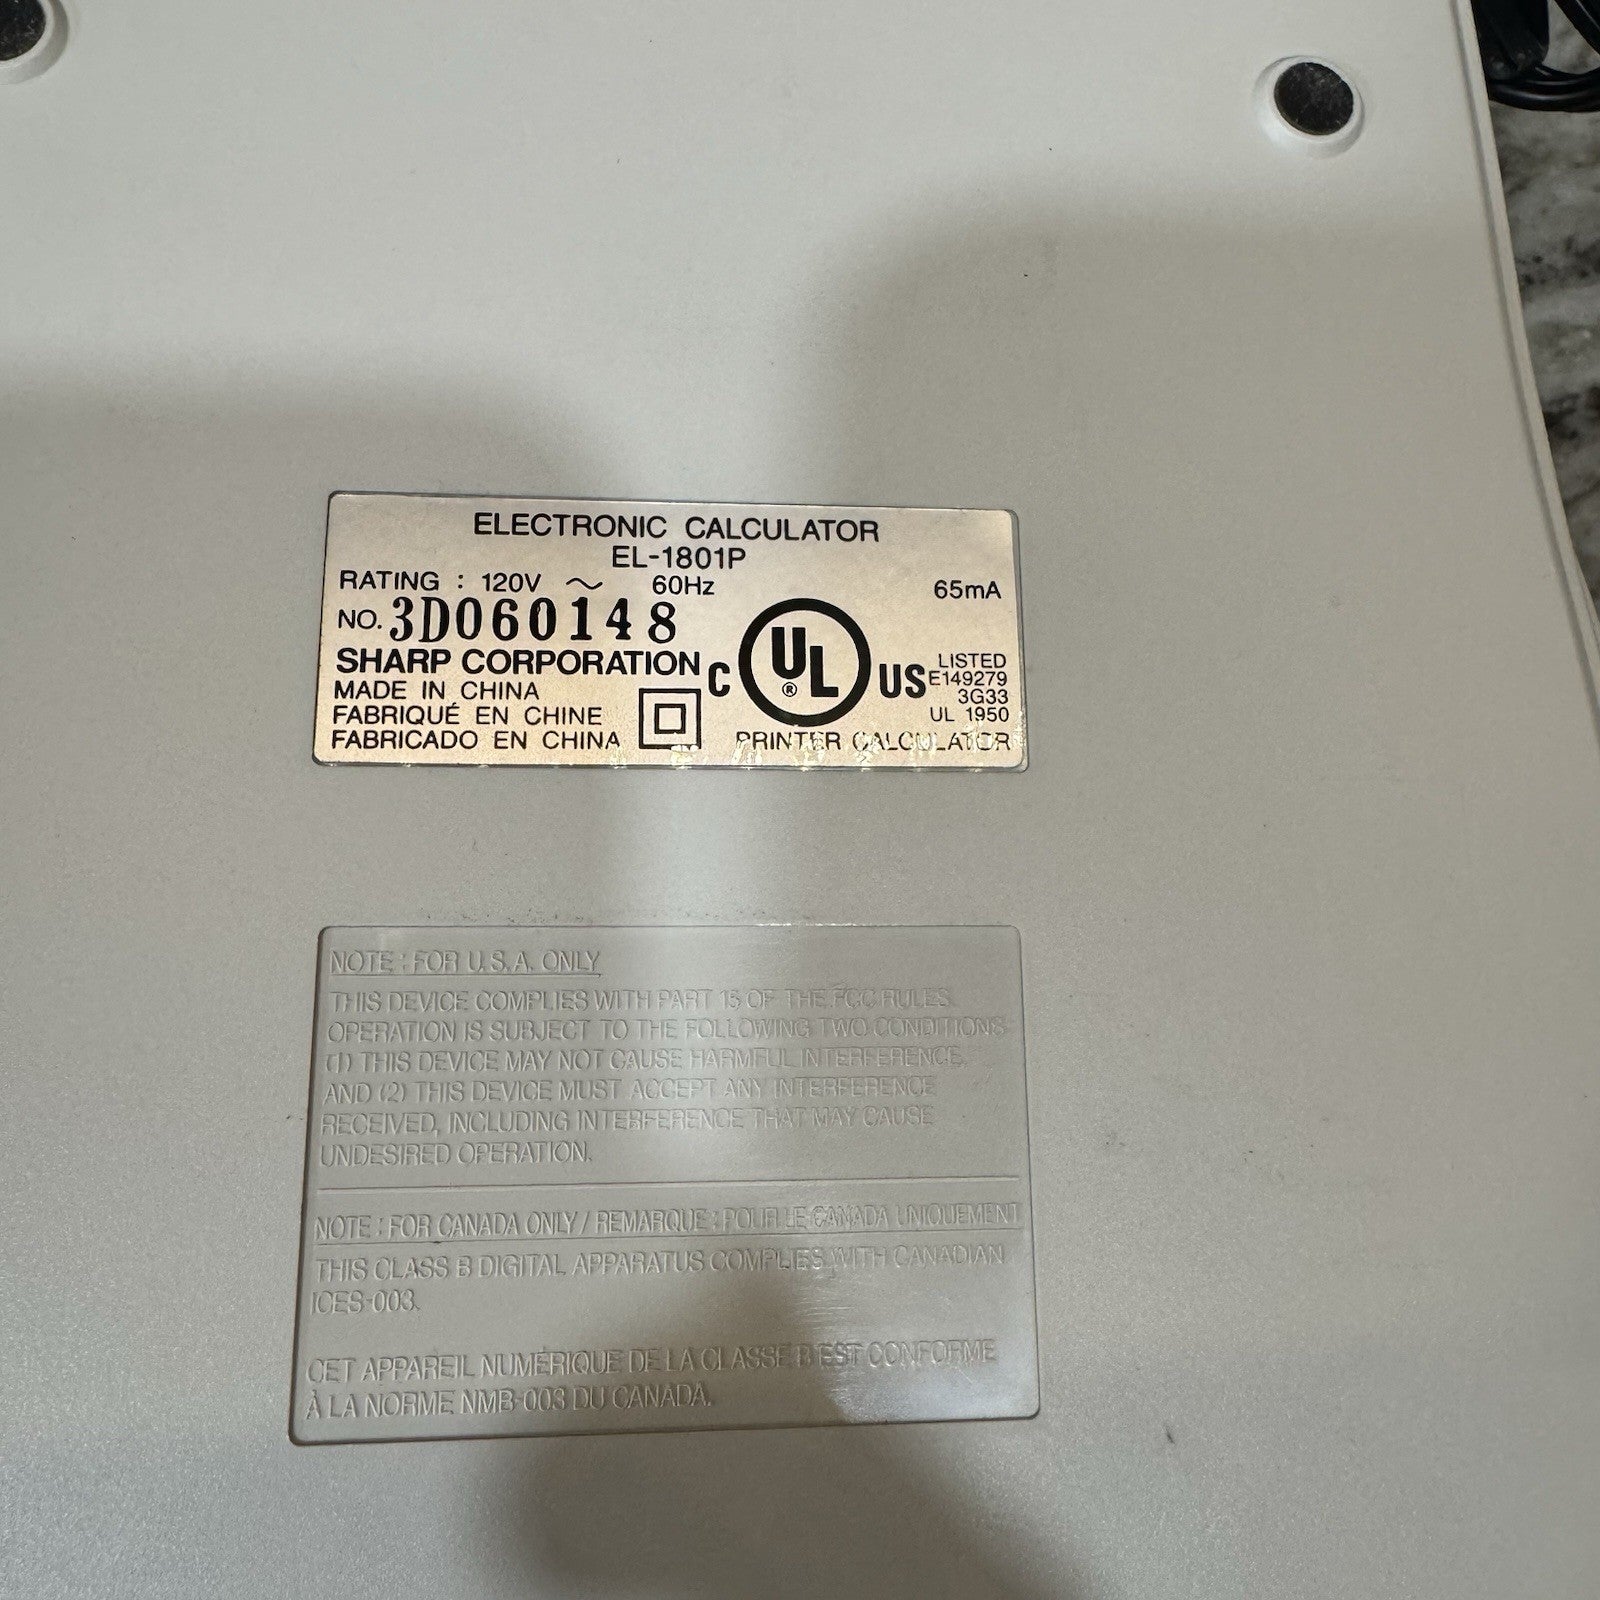 ELECTRONIC CALCULATOR
EL-1801P
RATING : 120V ～ 60Hz 65mA
NO. 3D060148
SHARP CORPORATION
MADE IN CHINA
FABRIQUÉ EN CHINE
FABRICADO EN CHINA
C UL ® US
LISTED
E149279
3G33
UL 1950
PRINTER CALCULATOR
NOTE : FOR U.S.A. ONLY
THIS DEVICE COMPLIES WITH PART 15 OF THE FCC RULES.
OPERATION IS SUBJECT TO THE FOLLOWING TWO CONDITIONS:
(1) THIS DEVICE MAY NOT CAUSE HARMFUL INTERFERENCE,
AND (2) THIS DEVICE MUST ACCEPT ANY INTERFERENCE
RECEIVED, INCLUDING INTERFERENCE THAT MAY CAUSE
UNDESIRED OPERATION.
NOTE : FOR CANADA ONLY / REMARQUE : POUR LE CANADA UNIQUEMENT
THIS CLASS B DIGITAL APPARATUS COMPLIES WITH CANADIAN
ICES-003.
CET APPAREIL NUMÉRIQUE DE LA CLASSE B EST CONFORME
À LA NORME NMB-003 DU CANADA.